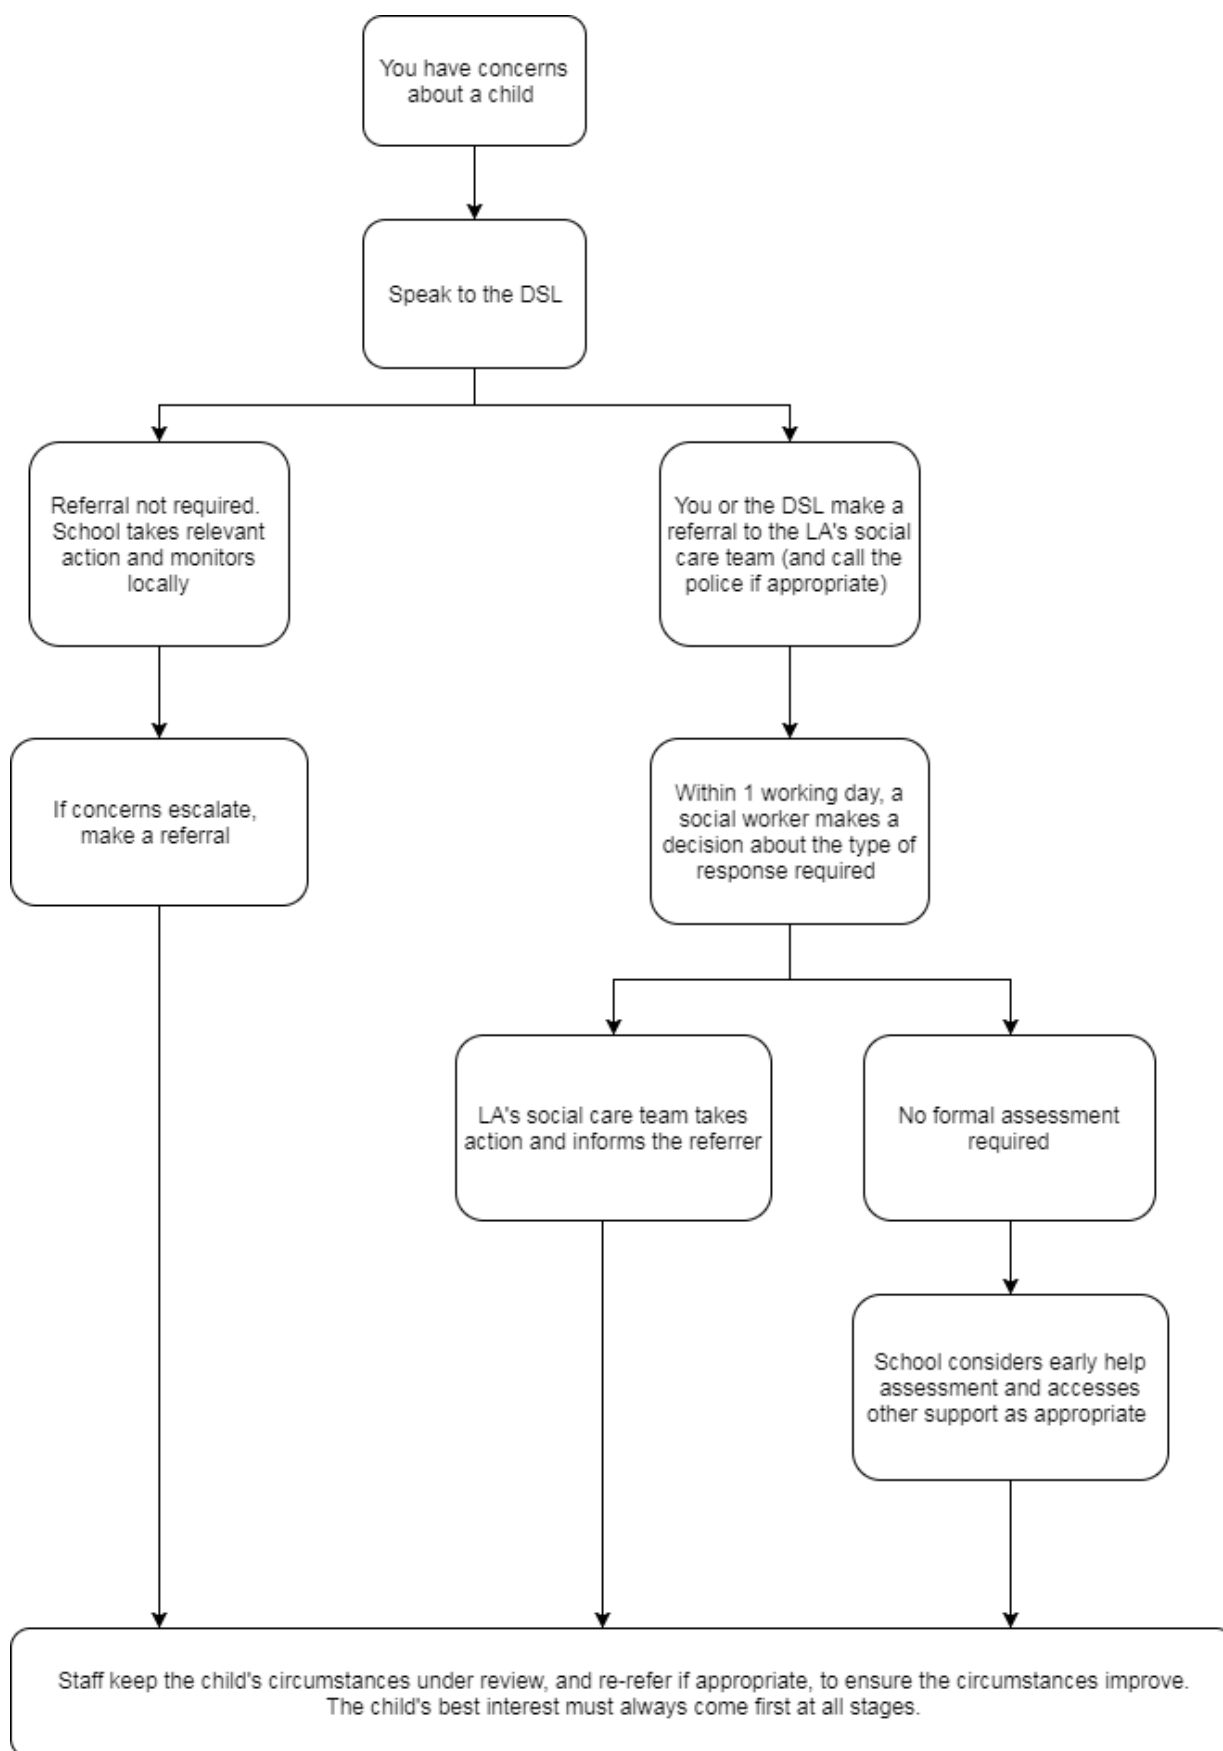 You have concerns
about a child
Speak to the DSL
Referral not required.
School takes relevant
action and monitors
locally
You or the DSL make a
referral to the LA's social
care team (and call the
police if appropriate)
If concerns escalate,
make a referral
Within 1 working day, a
social worker makes a
decision about the type of
response required
LA's social care team takes
action and informs the referrer
No formal assessment
required
School considers early help
assessment and accesses
other support as appropriate
Staff keep the child's circumstances under review, and re-refer if appropriate, to ensure the circumstances improve.
The child's best interest must always come first at all stages.